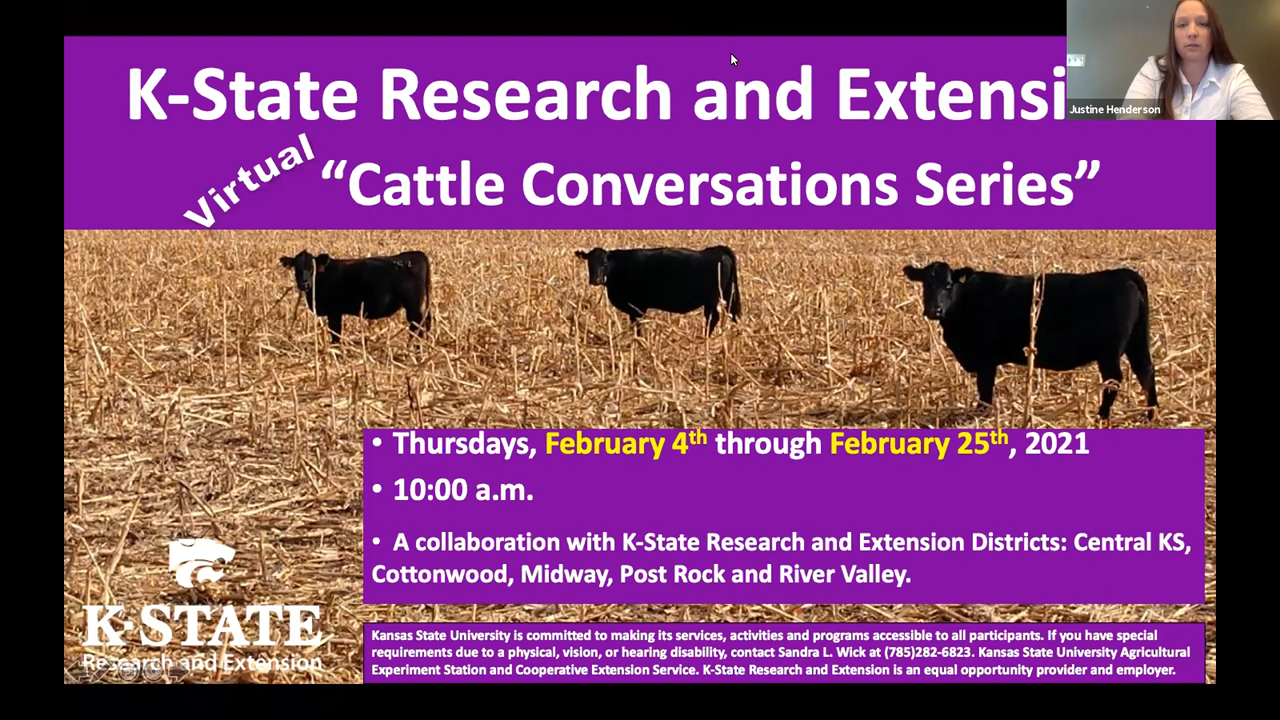 K-State Research and Extensi
Virtual
“Cattle Conversations Series”
Justine Henderson
• Thursdays, February 4th through February 25th, 2021
• 10:00 a.m.
• A collaboration with K-State Research and Extension Districts: Central KS,
Cottonwood, Midway, Post Rock and River Valley.
K-STATE
Research and Extension
Kansas State University is committed to making its services, activities and programs accessible to all participants. If you have special
requirements due to a physical, vision, or hearing disability, contact Sandra L. Wick at (785)282-6823. Kansas State University Agricultural
Experiment Station and Cooperative Extension Service. K-State Research and Extension is an equal opportunity provider and employer.